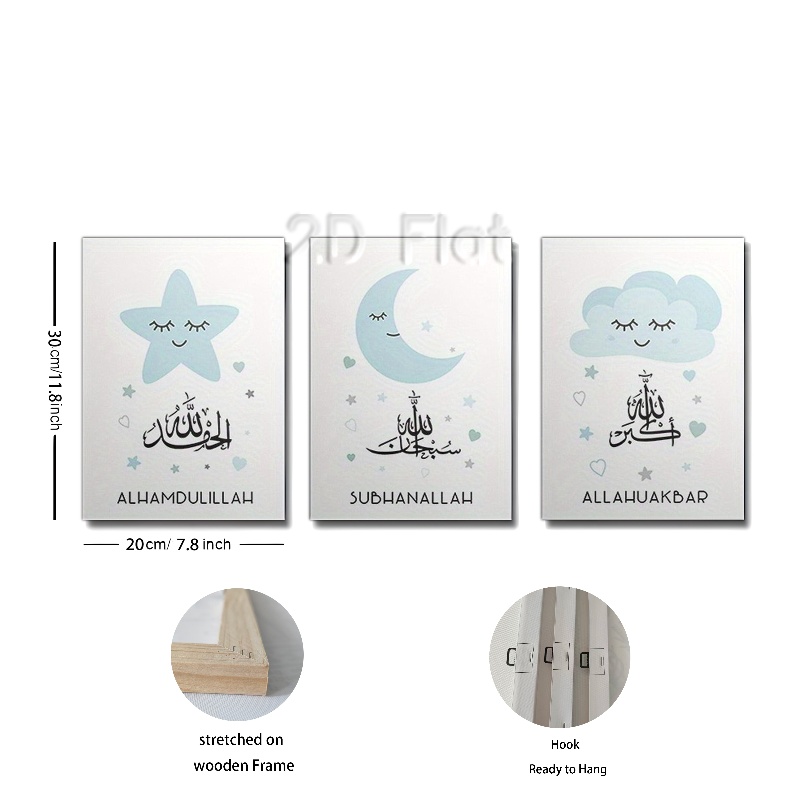 2D Flat
30cm/11.8inch
الحمد لله
ALHAMDULILLAH
سبحان الله
SUBHANALLAH
الله أكبر
ALLAHUAKBAR
20cm/ 7.8 inch
stretched on
wooden Frame
Hook
Ready to Hang